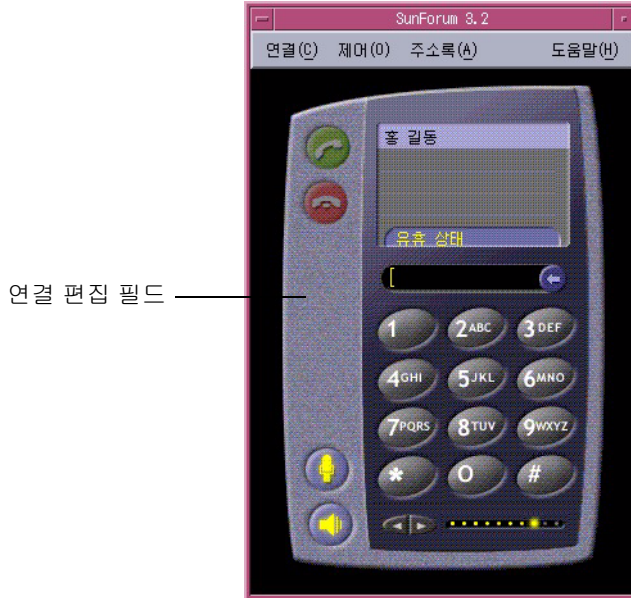 SunForum 3.2
연결(C) 제어(O) 주소록(A) 도움말(H)
홍 길동
유휴 상태
[
연결 편집 필드
1 2ABC 3DEF
4GHI 5JKL 6MNO
7PQRS 8TUV 9WXYZ
* 0 #